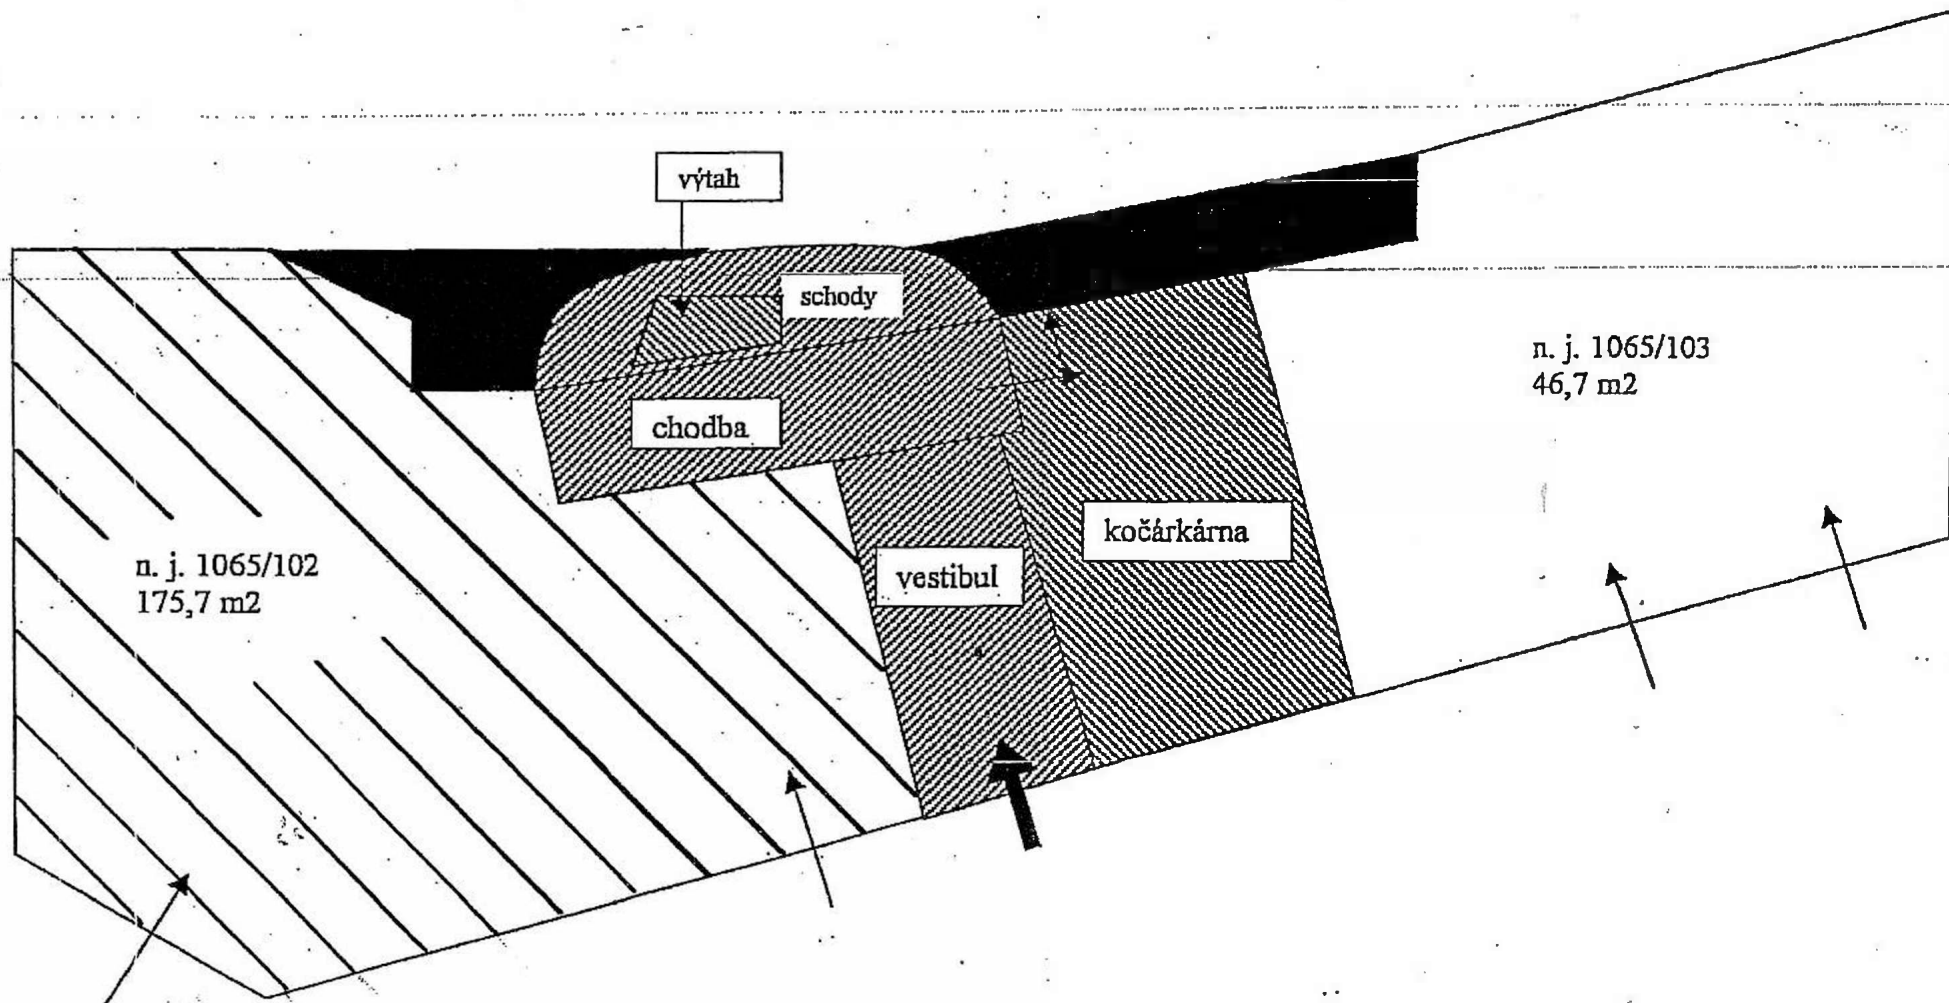 výtah
schody
chodba
n. j. 1065/103
46,7 m2
kočárkárna
vestibul
n. j. 1065/102
175,7 m2